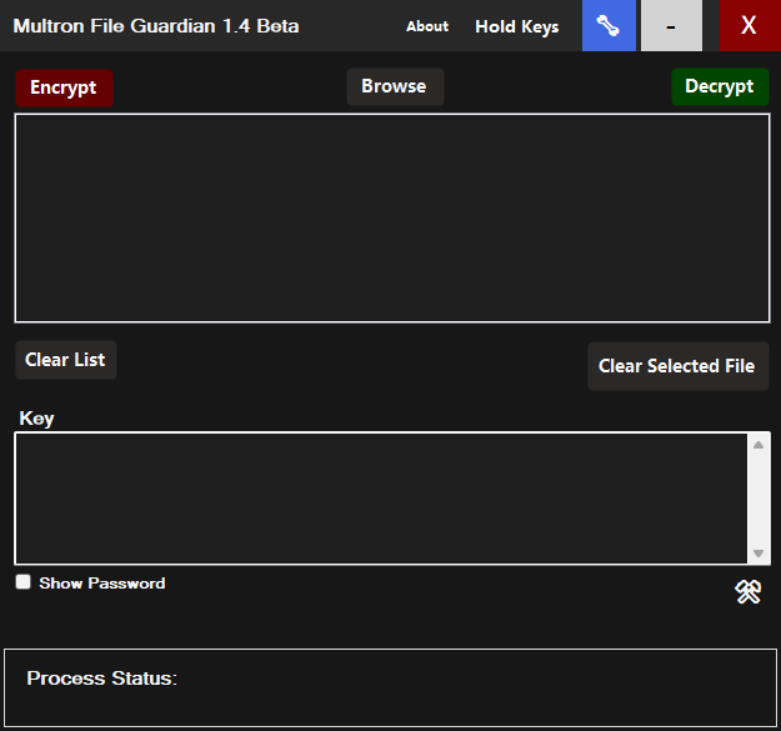 Multron File Guardian 1.4 Beta About Hold Keys - X
Encrypt Browse Decrypt
Clear List Clear Selected File
Key
Show Password
Process Status: